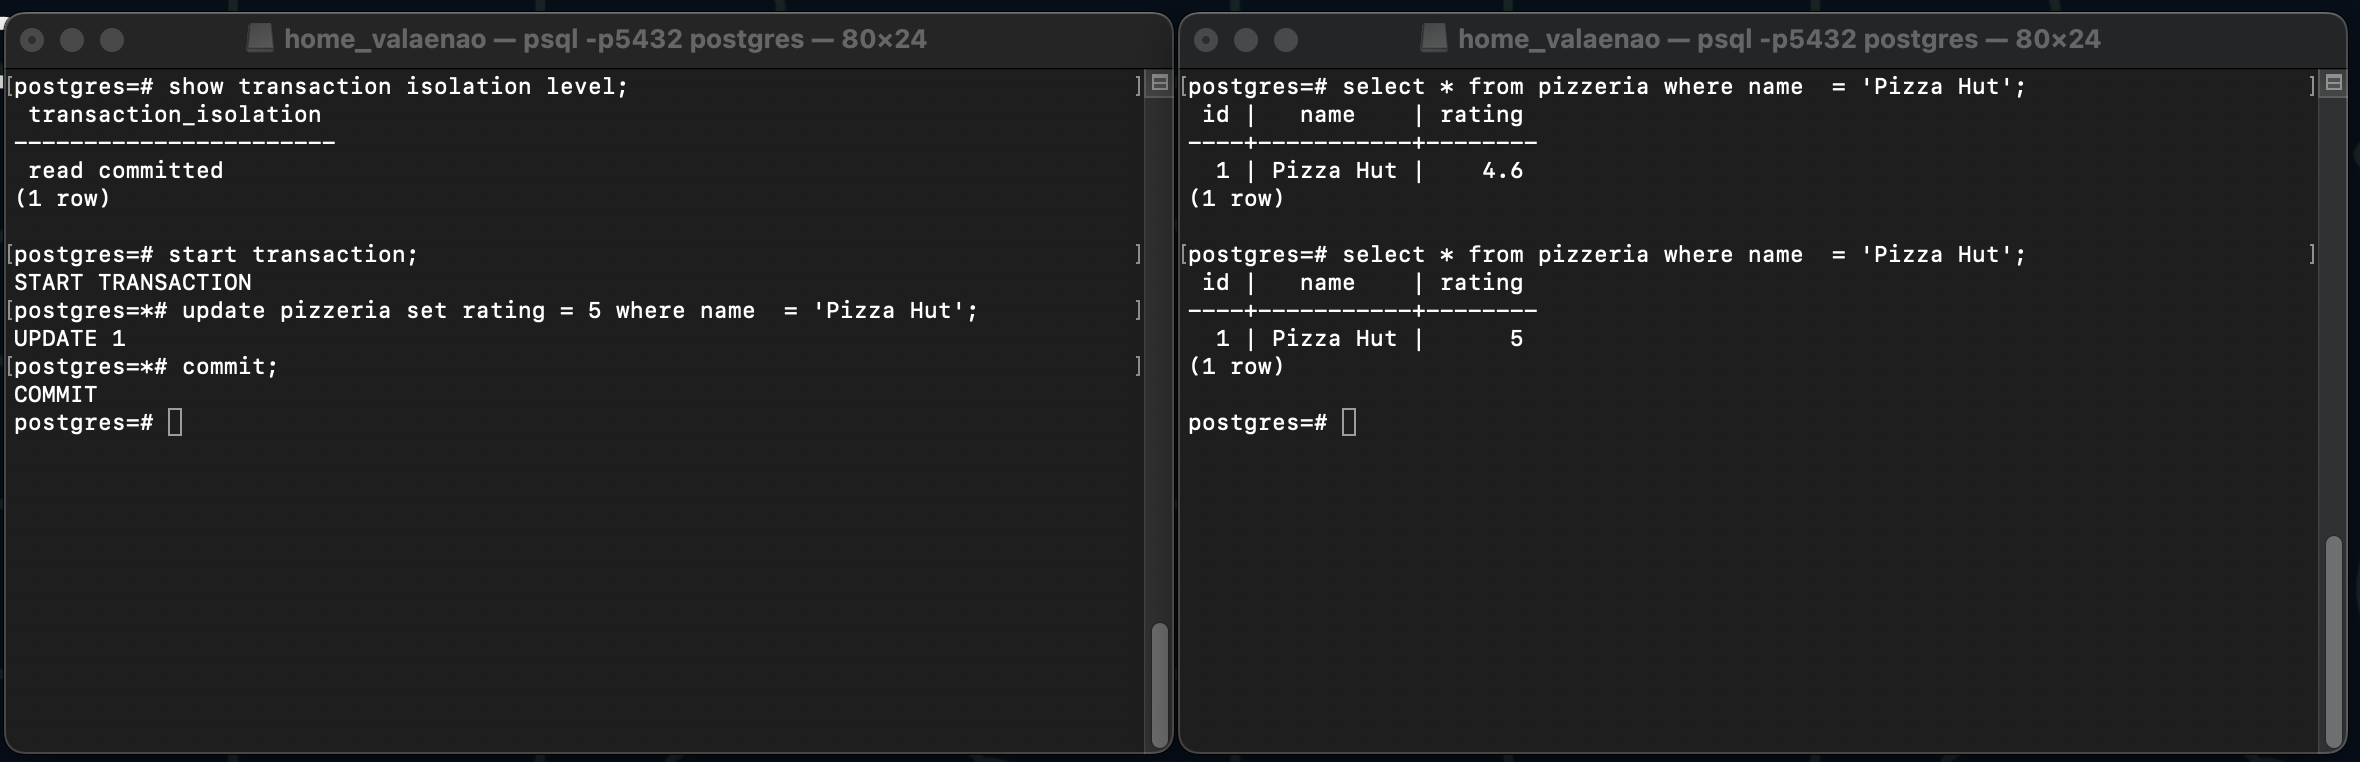 home_valaenao — psql -p5432 postgres — 80×24
[postgres=# show transaction isolation level; ]
 transaction_isolation
-----------------------
 read committed
(1 row)

[postgres=# start transaction; ]
START TRANSACTION
[postgres=*# update pizzeria set rating = 5 where name  = 'Pizza Hut'; ]
UPDATE 1
[postgres=*# commit; ]
COMMIT
postgres=#
home_valaenao — psql -p5432 postgres — 80×24
[postgres=# select * from pizzeria where name  = 'Pizza Hut'; ]
 id |   name    | rating
----+-----------+--------
  1 | Pizza Hut |    4.6
(1 row)

[postgres=# select * from pizzeria where name  = 'Pizza Hut'; ]
 id |   name    | rating
----+-----------+--------
  1 | Pizza Hut |      5
(1 row)

postgres=#